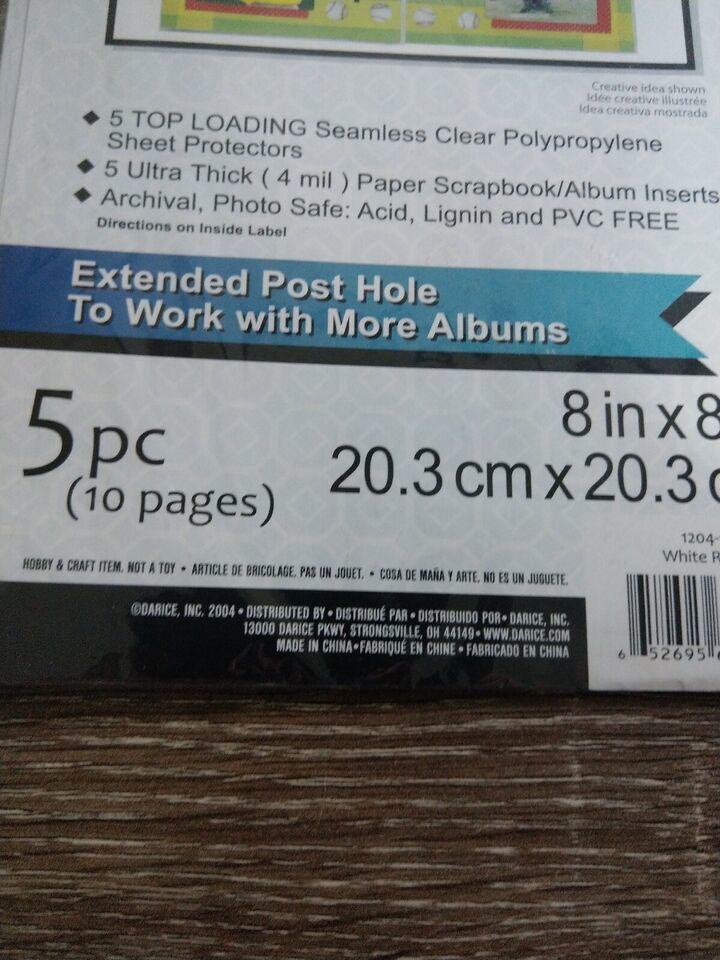 Creative idea shown
Idée creative illustrée
Idea creativa mostrada
◆ 5 TOP LOADING Seamless Clear Polypropylene
Sheet Protectors
◆ 5 Ultra Thick ( 4 mil ) Paper Scrapbook/Album Inserts
◆ Archival, Photo Safe: Acid, Lignin and PVC FREE
Directions on Inside Label
Extended Post Hole
To Work with More Albums
5 pc
(10 pages)
8 in x 8
20.3 cm x 20.3 c
1204-
White R
HOBBY & CRAFT ITEM. NOT A TOY • ARTICLE DE BRICOLAGE. PAS UN JOUET. • COSA DE MAÑA Y ARTE. NO ES UN JUGUETE.
©DARICE, INC. 2004 • DISTRIBUTED BY • DISTRIBUÉ PAR • DISTRIBUIDO POR • DARICE, INC.
13000 DARICE PKWY, STRONGSVILLE, OH 44149 • WWW.DARICE.COM
MADE IN CHINA • FABRIQUÉ EN CHINE • FABRICADO EN CHINA
6 52695